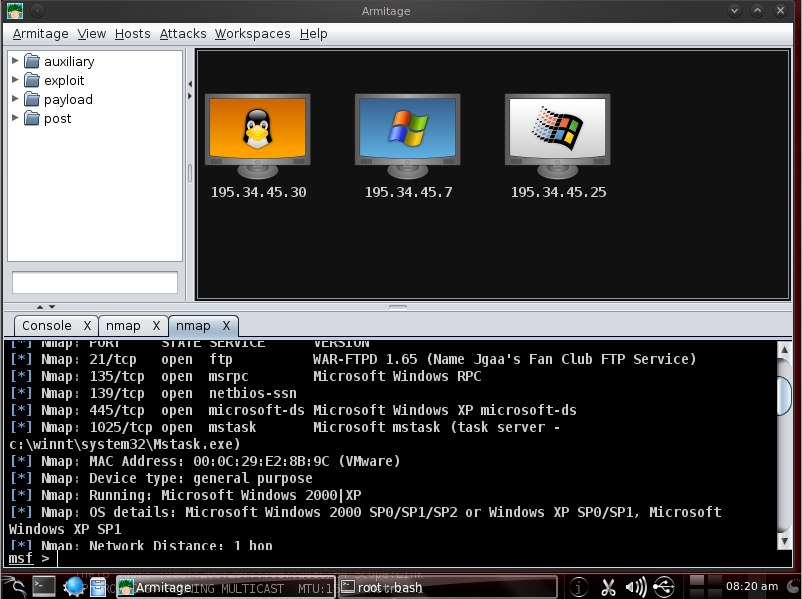 Armitage
Armitage View Hosts Attacks Workspaces Help
auxiliary
exploit
payload
post
195.34.45.30
195.34.45.7
195.34.45.25
Console X
nmap X
nmap X
[*] Nmap: PORT STATE SERVICE VERSION
[*] Nmap: 21/tcp open ftp WAR-FTPD 1.65 (Name Jgaa's Fan Club FTP Service)
[*] Nmap: 135/tcp open msrpc Microsoft Windows RPC
[*] Nmap: 139/tcp open netbios-ssn
[*] Nmap: 445/tcp open microsoft-ds Microsoft Windows XP microsoft-ds
[*] Nmap: 1025/tcp open mstask Microsoft mstask (task server -
c:\winnt\system32\Mstask.exe)
[*] Nmap: MAC Address: 00:0C:29:E2:8B:9C (VMware)
[*] Nmap: Device type: general purpose
[*] Nmap: Running: Microsoft Windows 2000|XP
[*] Nmap: OS details: Microsoft Windows 2000 SP0/SP1/SP2 or Windows XP SP0/SP1, Microsoft
Windows XP SP1
[*] Nmap: Network Distance: 1 hop
msf >
Armitage
NING MULTICAST MTU:1
root : bash
08:20 am